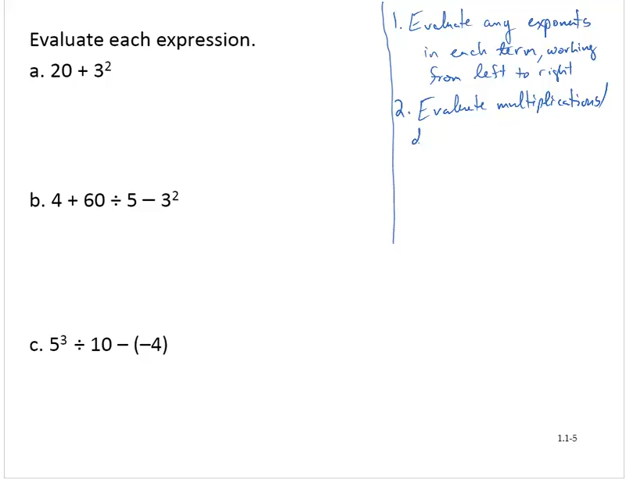 Evaluate each expression.
a. 20 + 3²
b. 4 + 60 ÷ 5 – 3²
c. 5³ ÷ 10 – (–4)
1. Evaluate any exponents
in each term, working
from left to right
2. Evaluate multiplications/
d
1.1-5